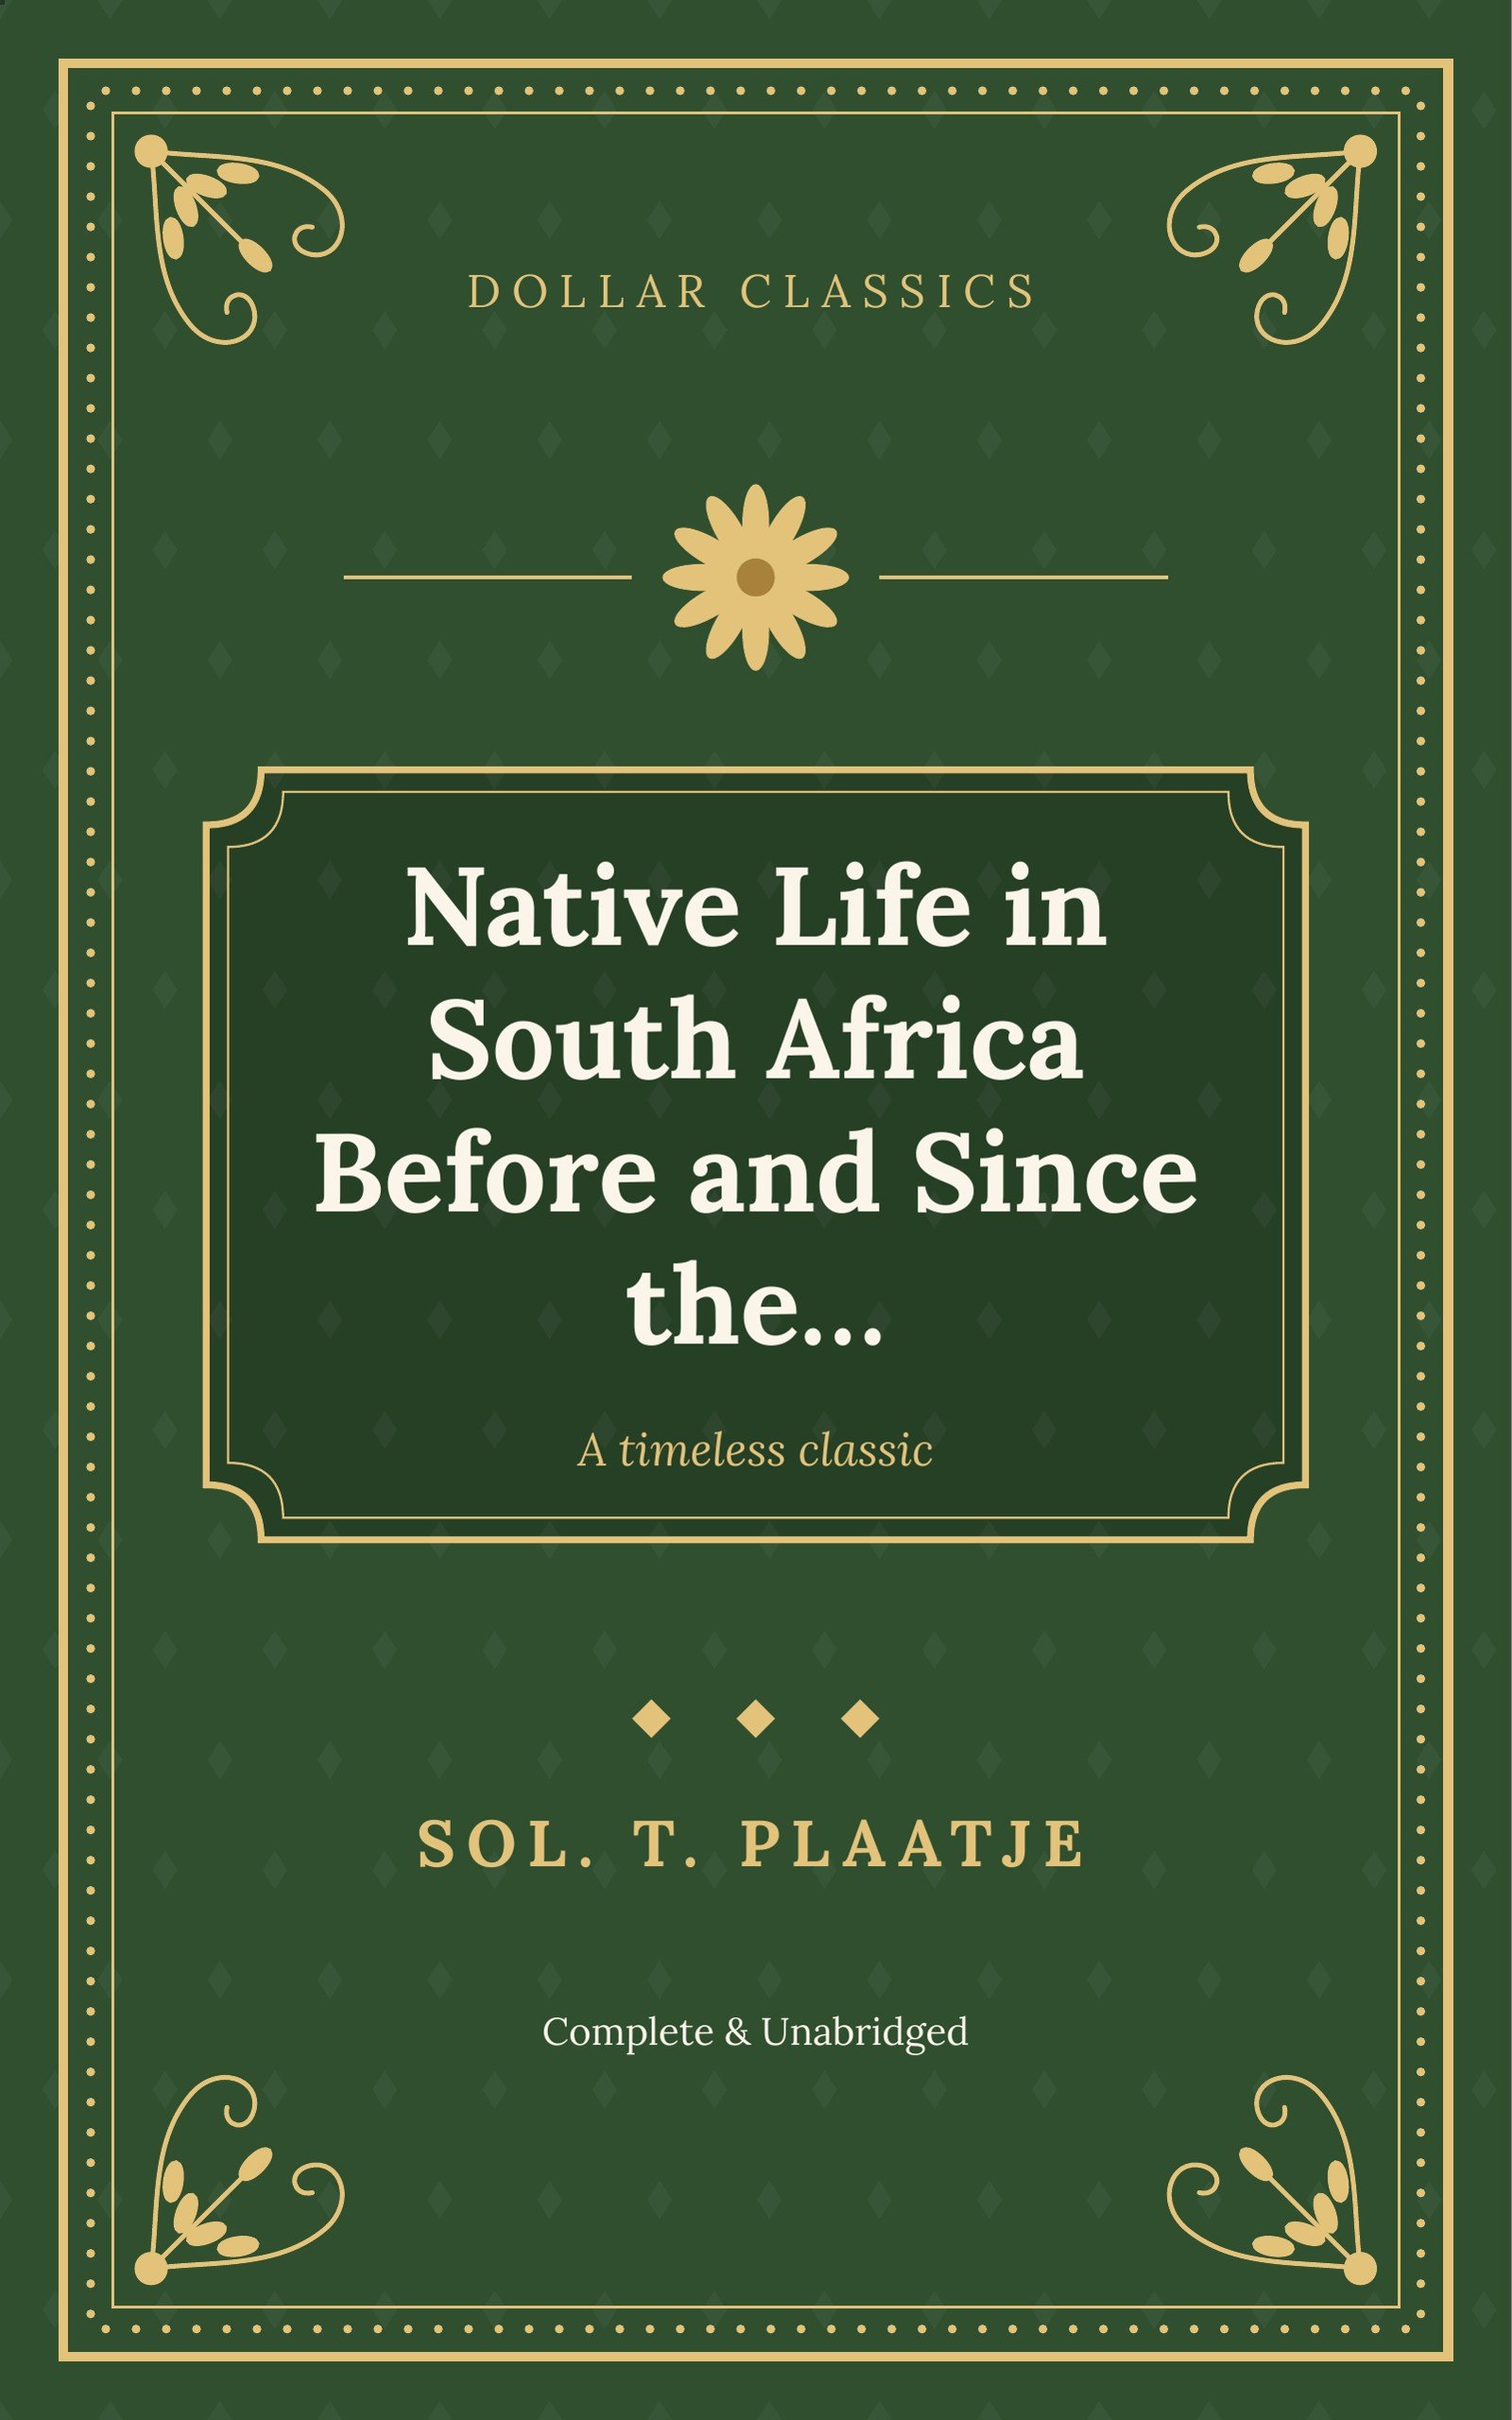 DOLLAR CLASSICS
Native Life in
South Africa
Before and Since
the...
A timeless classic
SOL. T. PLAATJE
Complete & Unabridged